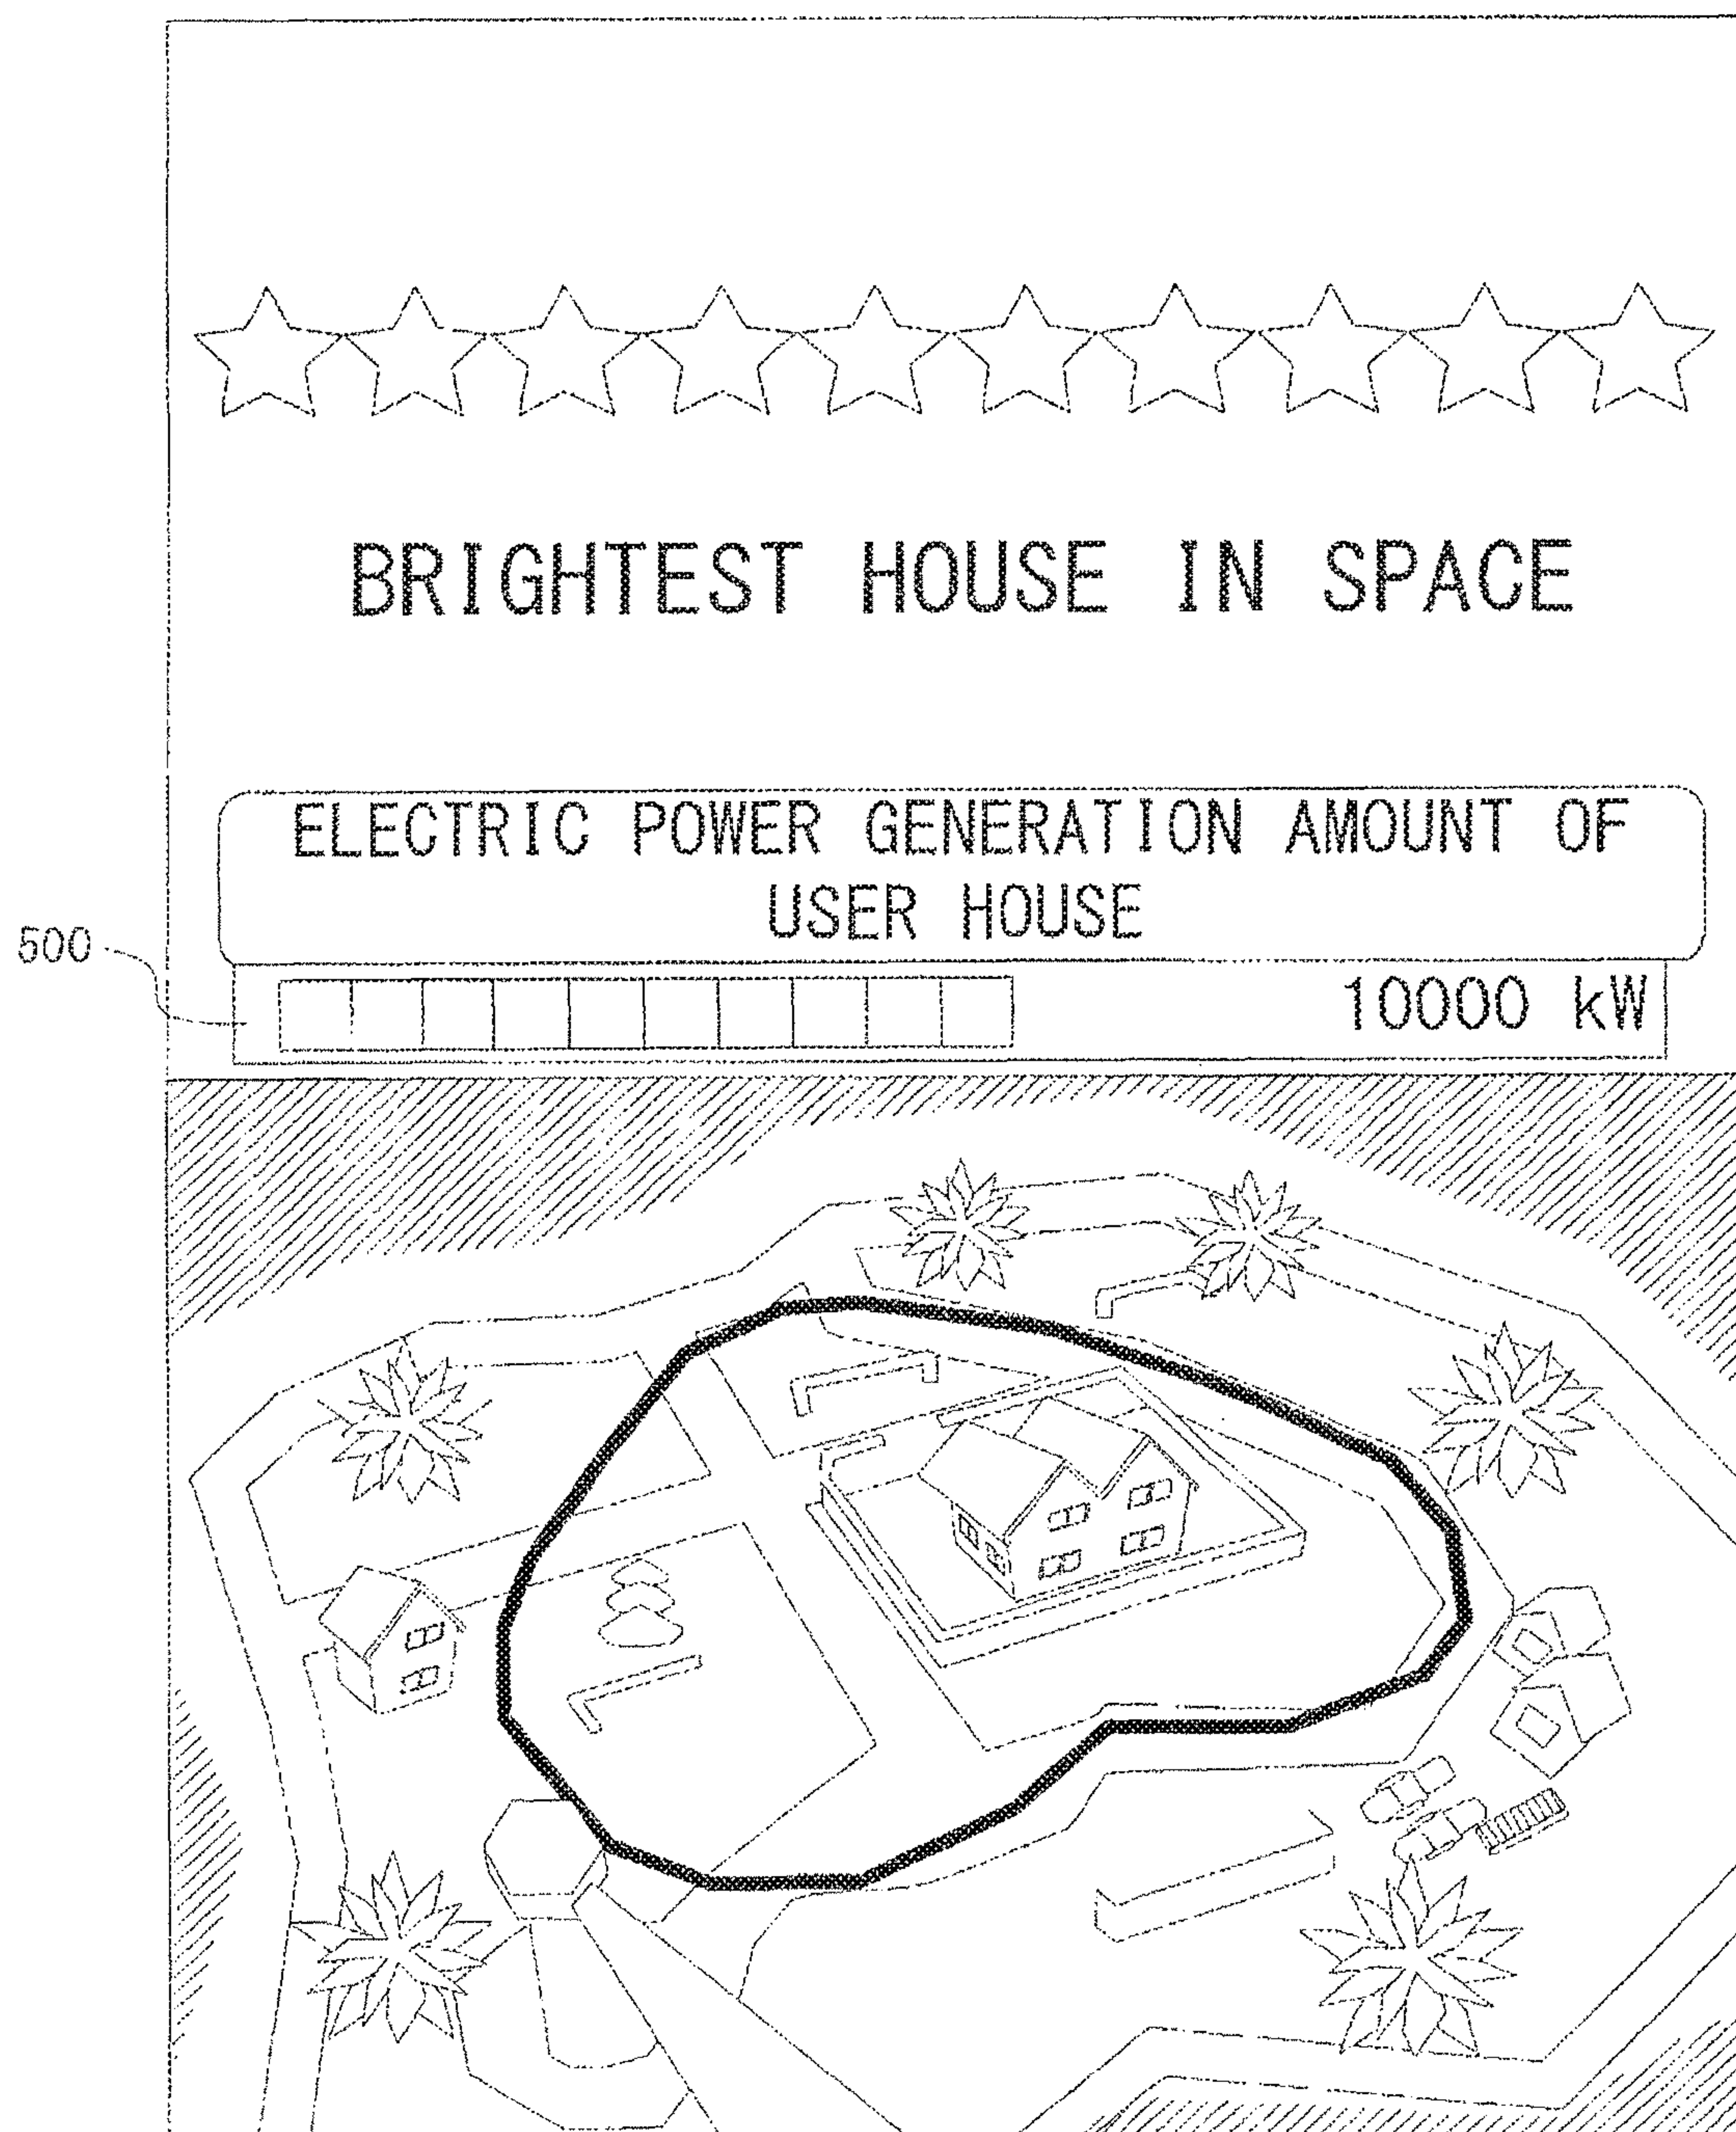 BRIGHTEST HOUSE IN SPACE
ELECTRIC POWER GENERATION AMOUNT OF
USER HOUSE
500
10000 kW